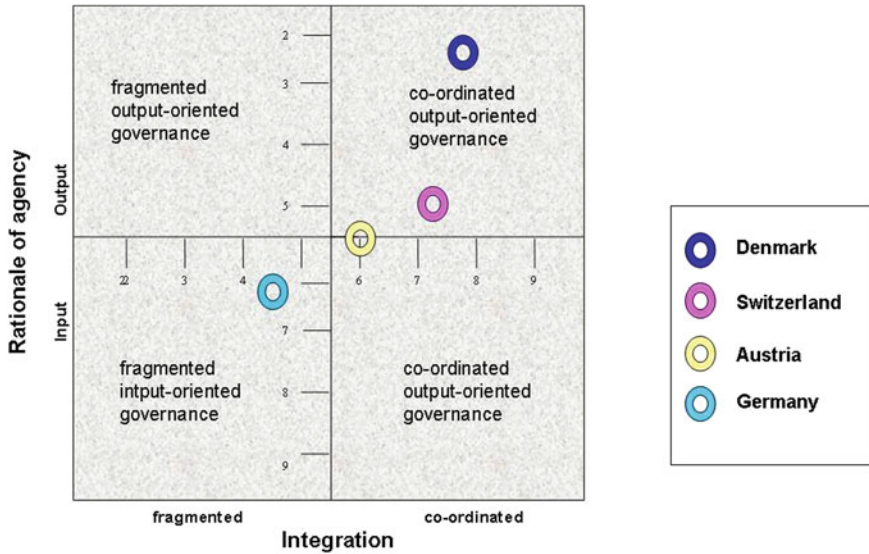 2
3
4
5
fragmented
output-oriented
governance
co-ordinated
output-oriented
governance
Rationale of agency
Output
Input
22
3
4
6
7
8
9
7
8
9
fragmented
intput-oriented
governance
co-ordinated
output-oriented
governance
fragmented
co-ordinated
Integration
Denmark
Switzerland
Austria
Germany